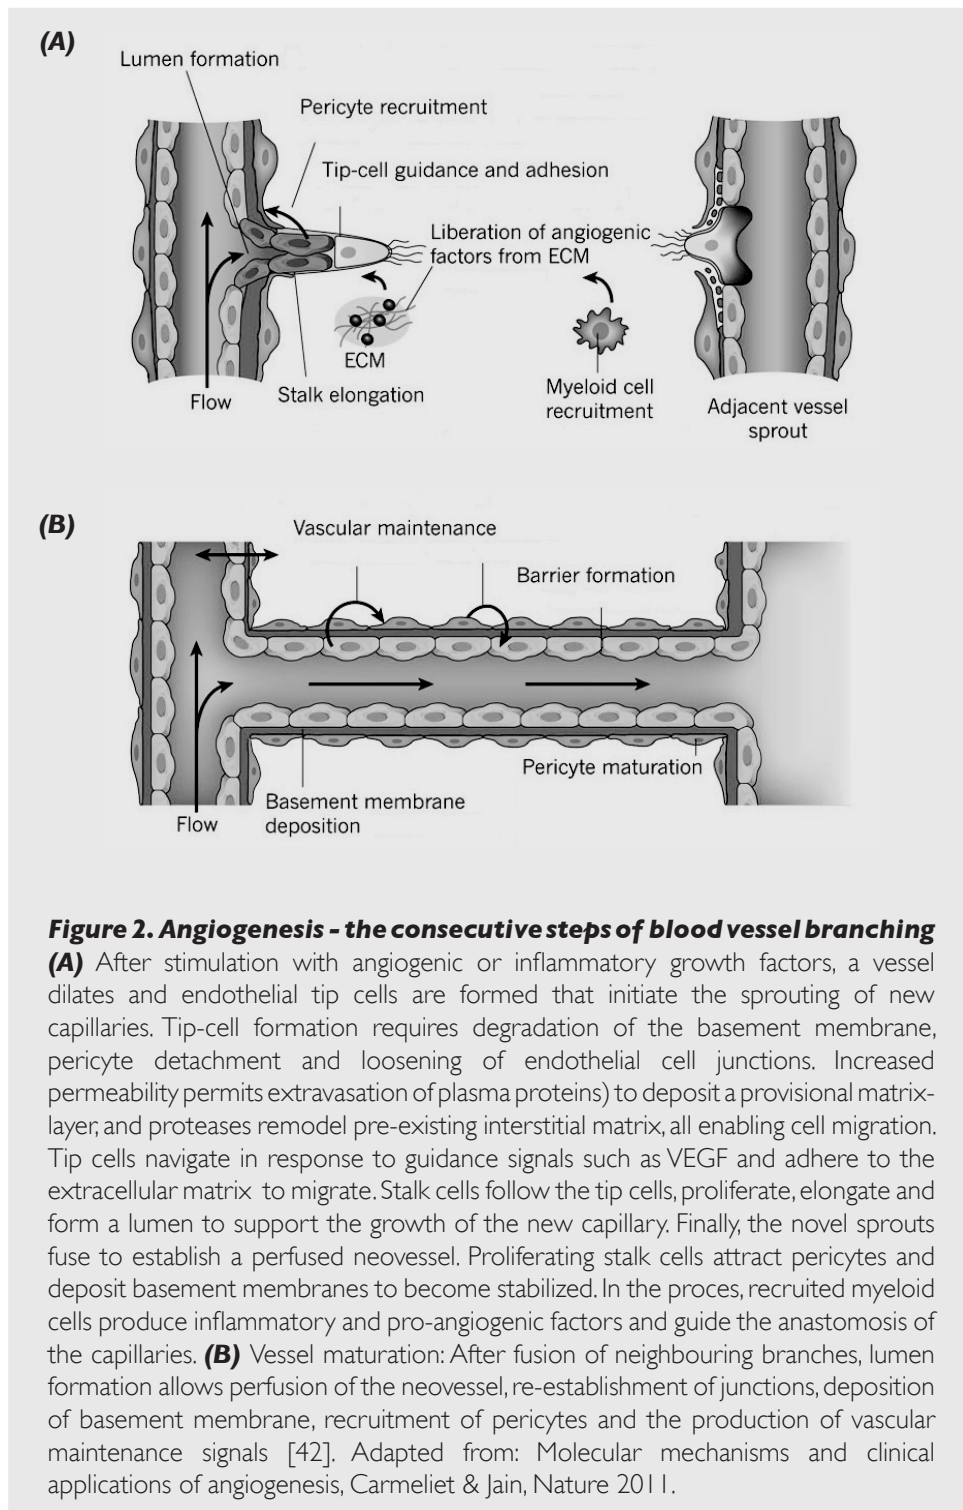 (A)
Lumen formation
Pericyte recruitment
Tip-cell guidance and adhesion
Liberation of angiogenic
factors from ECM
ECM
Stalk elongation
Flow
Myeloid cell
recruitment
Adjacent vessel
sprout
(B)
Vascular maintenance
Barrier formation
Pericyte maturation
Basement membrane
deposition
Flow
Figure 2. Angiogenesis - the consecutive steps of blood vessel branching
(A) After stimulation with angiogenic or inflammatory growth factors, a vessel
dilates and endothelial tip cells are formed that initiate the sprouting of new
capillaries. Tip-cell formation requires degradation of the basement membrane,
pericyte detachment and loosening of endothelial cell junctions. Increased
permeability permits extravasation of plasma proteins) to deposit a provisional matrix-
layer, and proteases remodel pre-existing interstitial matrix, all enabling cell migration.
Tip cells navigate in response to guidance signals such as VEGF and adhere to the
extracellular matrix to migrate. Stalk cells follow the tip cells, proliferate, elongate and
form a lumen to support the growth of the new capillary. Finally, the novel sprouts
fuse to establish a perfused neovessel. Proliferating stalk cells attract pericytes and
deposit basement membranes to become stabilized. In the proces, recruited myeloid
cells produce inflammatory and pro-angiogenic factors and guide the anastomosis of
the capillaries. (B) Vessel maturation: After fusion of neighbouring branches, lumen
formation allows perfusion of the neovessel, re-establishment of junctions, deposition
of basement membrane, recruitment of pericytes and the production of vascular
maintenance signals [42]. Adapted from: Molecular mechanisms and clinical
applications of angiogenesis, Carmeliet & Jain, Nature 2011.